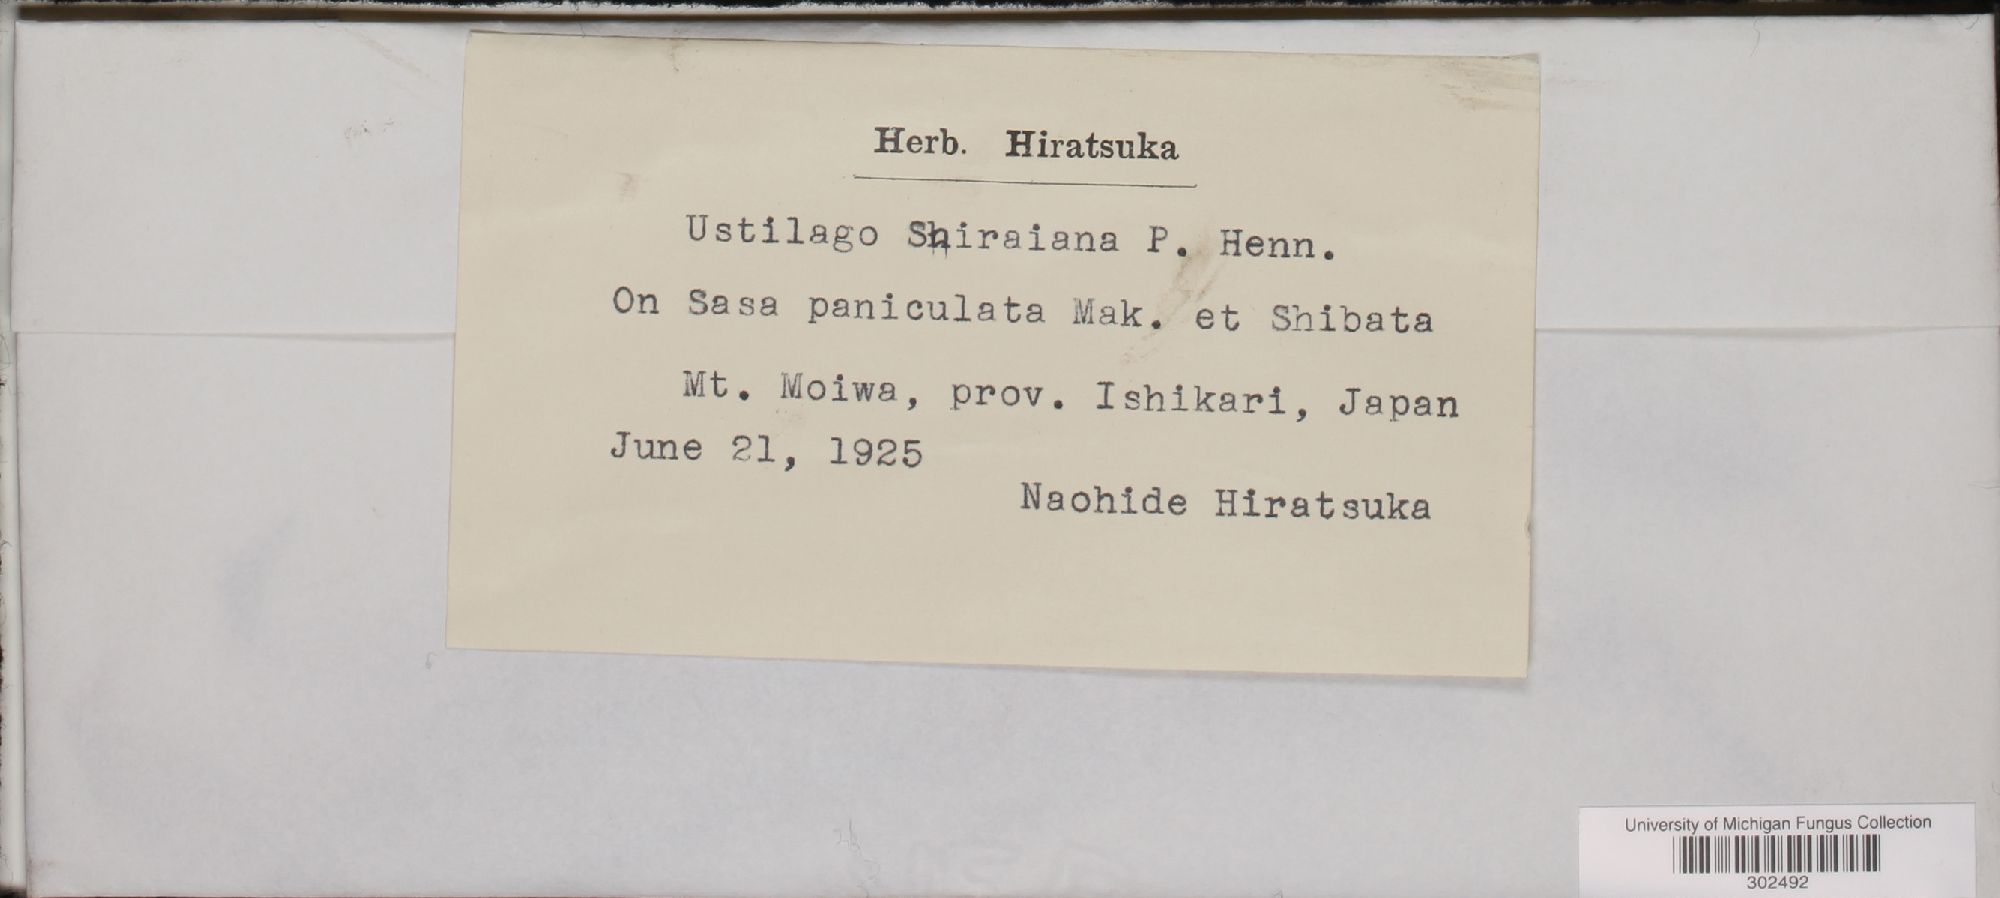 Herb. Hiratsuka
Ustilago Shiraiana P. Henn.
On Sasa paniculata Mak. et Shibata
Mt. Moiwa, prov. Ishikari, Japan
June 21, 1925
Naohide Hiratsuka
University of Michigan Fungus Collection
302492